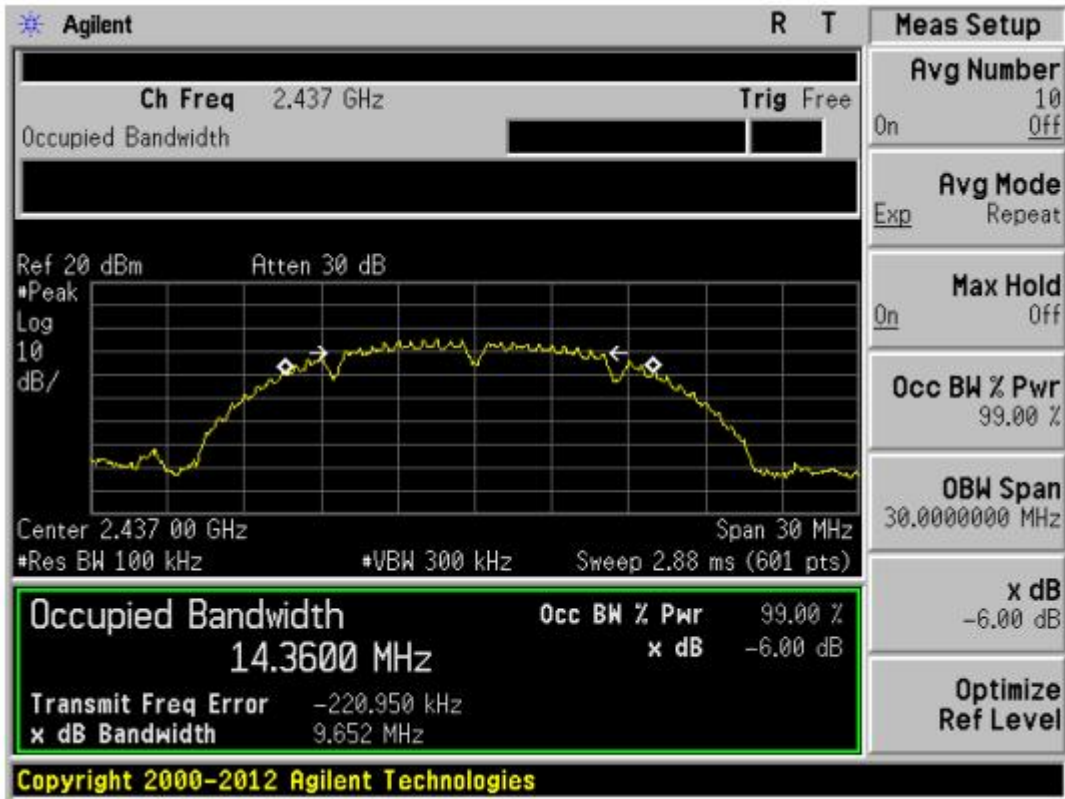 Agilent R T
Ch Freq 2.437 GHz Trig Free
Occupied Bandwidth
Ref 20 dBm Atten 30 dB
#Peak
Log
10
dB/
Center 2.437 00 GHz Span 30 MHz
#Res BW 100 kHz #VBW 300 kHz Sweep 2.88 ms (601 pts)
Occupied Bandwidth
14.3600 MHz
Occ BW % Pwr 99.00 %
x dB -6.00 dB
Transmit Freq Error -220.950 kHz
x dB Bandwidth 9.652 MHz
Copyright 2000-2012 Agilent Technologies
Meas Setup
Avg Number
10
On Off
Avg Mode
Exp Repeat
Max Hold
On Off
Occ BW % Pwr
99.00 %
OBW Span
30.0000000 MHz
x dB
-6.00 dB
Optimize
Ref Level